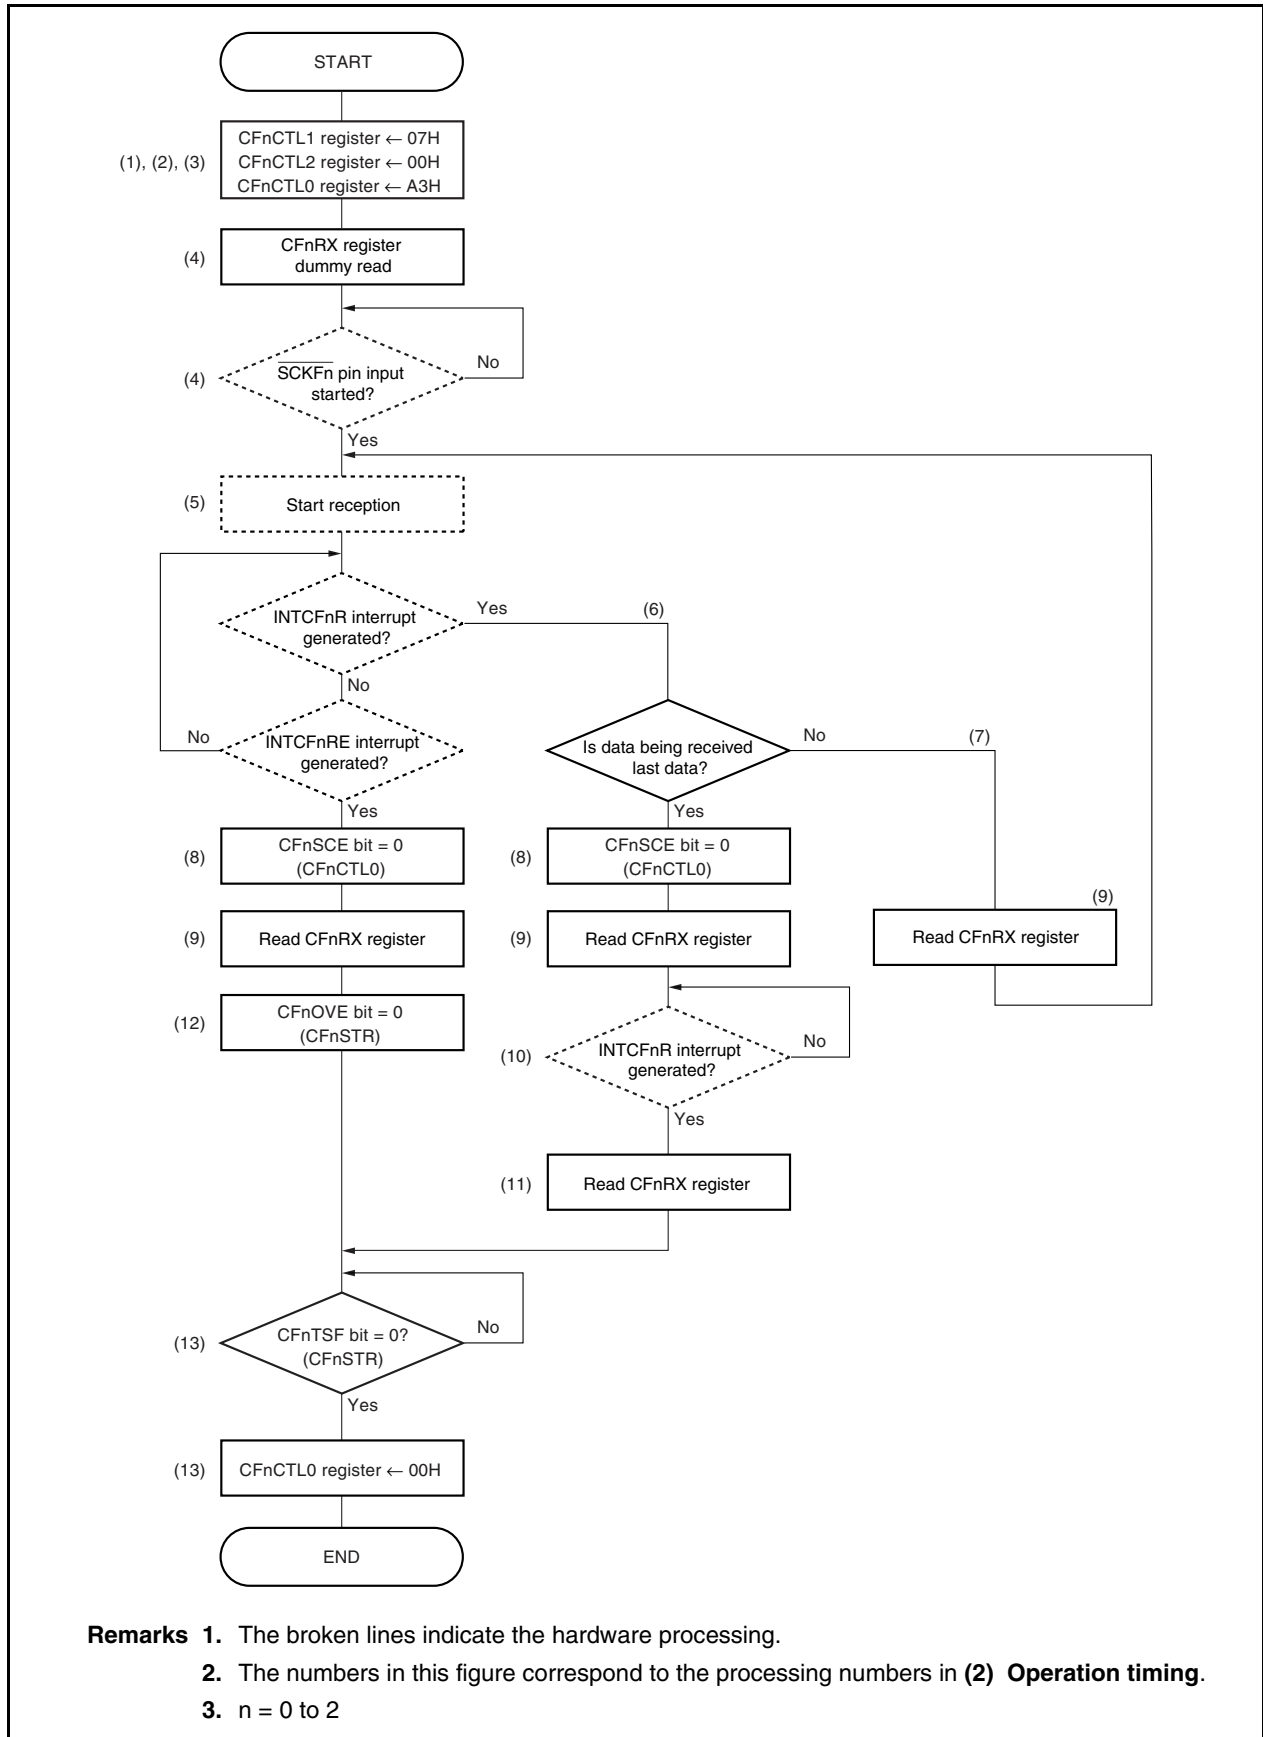 START
(1), (2), (3)
CFnCTL1 register ← 07H
CFnCTL2 register ← 00H
CFnCTL0 register ← A3H
(4)
CFnRX register
dummy read
(4)
SCKFn pin input
started?
No
Yes
(5)
Start reception
INTCFnR interrupt
generated?
Yes
(6)
No
INTCFnRE interrupt
generated?
No
Yes
Is data being received
last data?
No
(7)
Yes
(8)
CFnSCE bit = 0
(CFnCTL0)
(8)
CFnSCE bit = 0
(CFnCTL0)
(9)
Read CFnRX register
(9)
Read CFnRX register
(9)
Read CFnRX register
(12)
CFnOVE bit = 0
(CFnSTR)
(10)
INTCFnR interrupt
generated?
No
Yes
(11)
Read CFnRX register
(13)
CFnTSF bit = 0?
(CFnSTR)
No
Yes
(13)
CFnCTL0 register ← 00H
END
Remarks 1. The broken lines indicate the hardware processing.
2. The numbers in this figure correspond to the processing numbers in (2) Operation timing.
3. n = 0 to 2